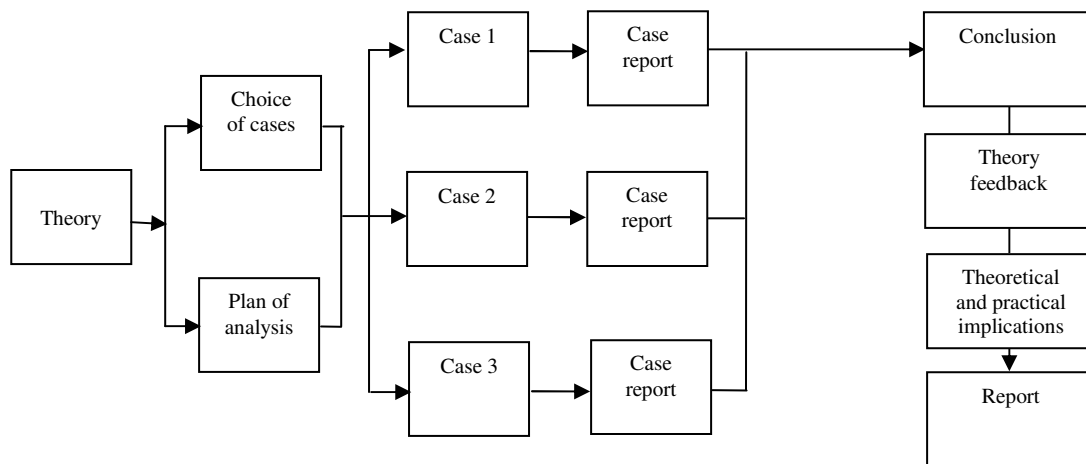 Theory
Choice
of cases
Plan of
analysis
Case 1
Case
report
Case 2
Case
report
Case 3
Case
report
Conclusion
Theory
feedback
Theoretical
and practical
implications
Report